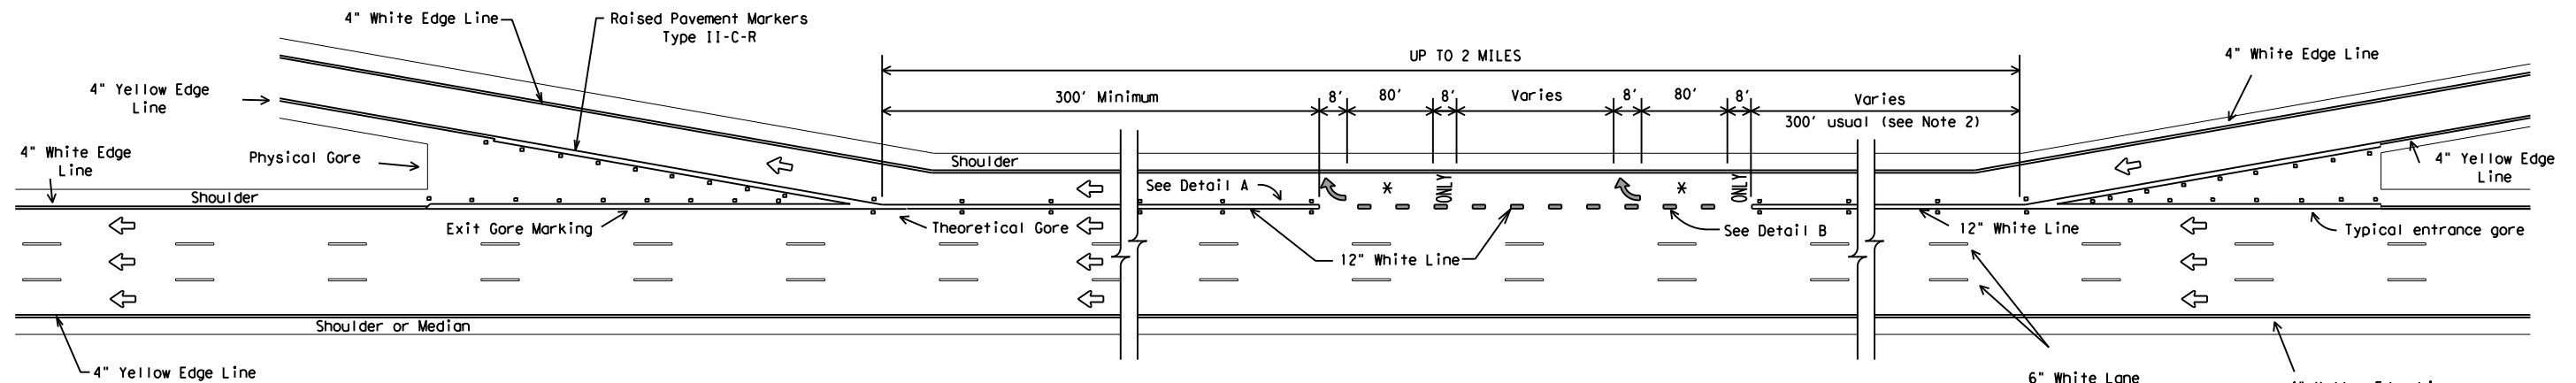 4" White Edge Line
Raised Pavement Markers
Type II-C-R
UP TO 2 MILES
4" White Edge Line
4" Yellow Edge
Line
300' Minimum
8'
80'
8'
Varies
8'
80'
8'
Varies
300' usual (see Note 2)
4" White Edge
Line
Physical Gore
Shoulder
See Detail A
*
ONLY
*
ONLY
4" Yellow Edge
Line
Shoulder
Exit Gore Marking
Theoretical Gore
See Detail B
12" White Line
Typical entrance gore
12" White Line
Shoulder or Median
4" Yellow Edge Line
6" White Lane